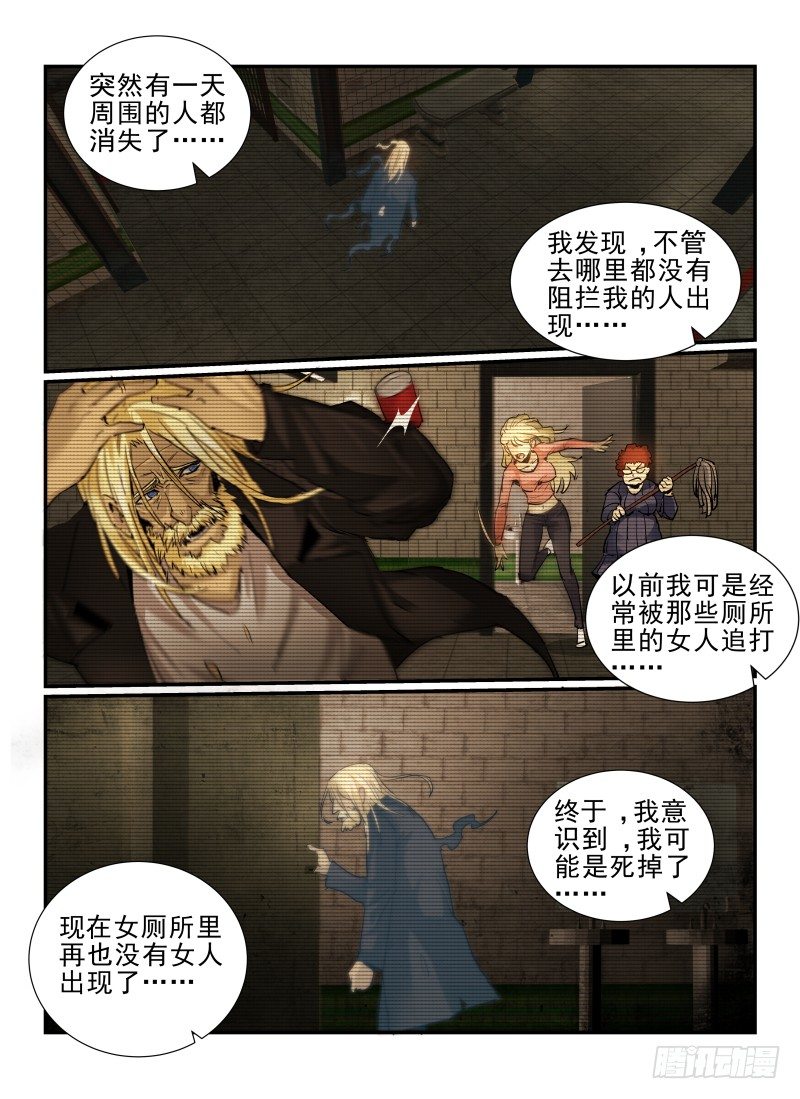 突然有一天
周围的人都
消失了……
我发现，不管
去哪里都没有
阻拦我的人出
现……
以前我可是经
常被那些厕所
里的女人追打
……
终于，我意
识到，我可
能是死掉了
……
现在女厕所里
再也没有女人
出现了……
腾讯动漫